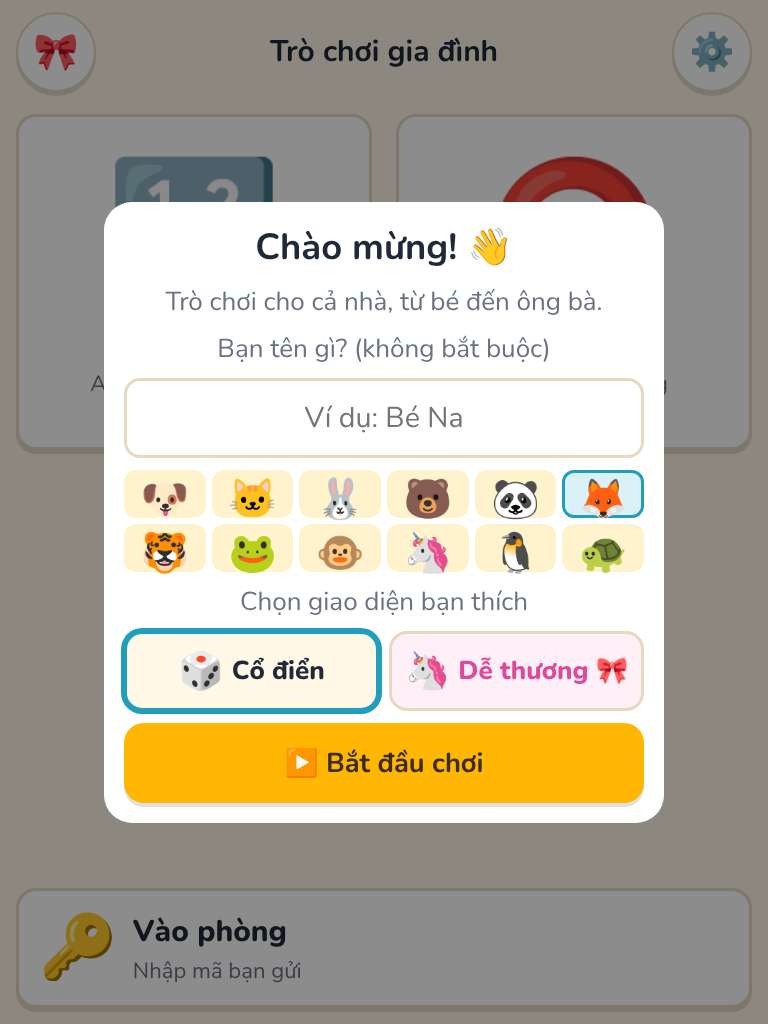 Trò chơi gia đình
Chào mừng! 👋
Trò chơi cho cả nhà, từ bé đến ông bà.
Bạn tên gì? (không bắt buộc)
Ví dụ: Bé Na
Chọn giao diện bạn thích
Cổ điển
Dễ thương
Bắt đầu chơi
Vào phòng
Nhập mã bạn gửi